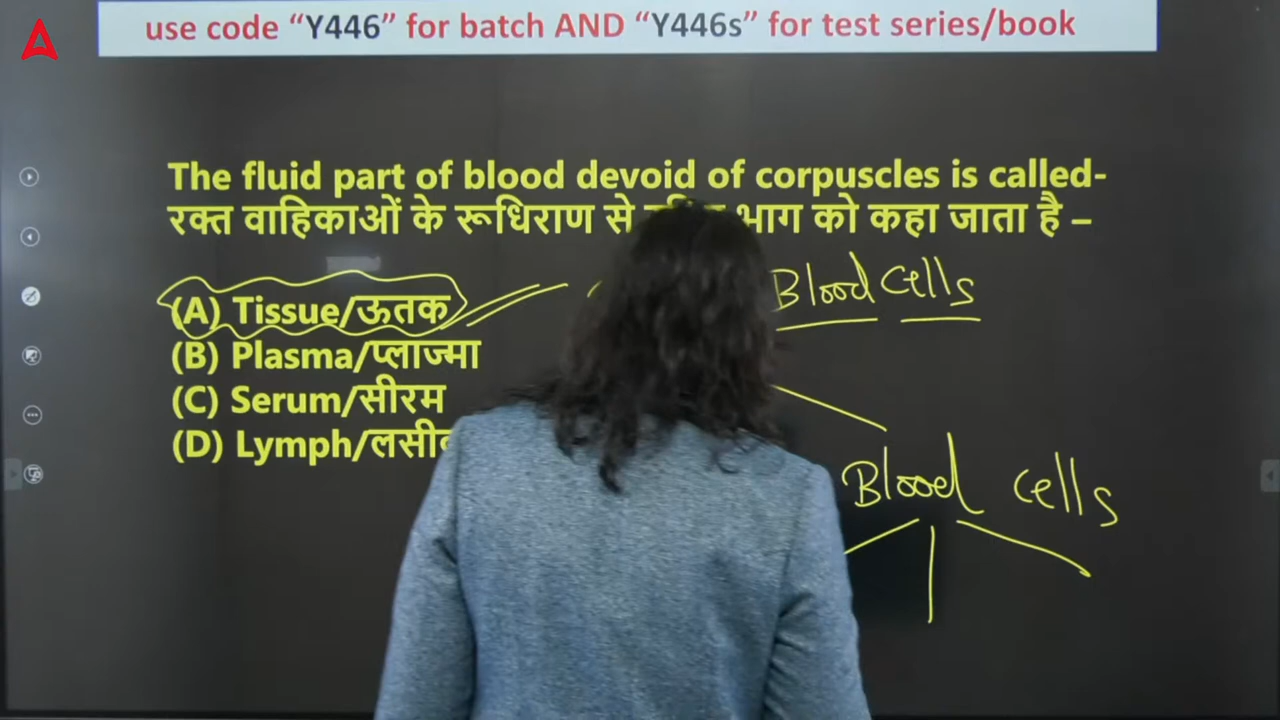 use code “Y446” for batch AND “Y446s” for test series/book
The fluid part of blood devoid of corpuscles is called-
रक्त वाहिकाओं के रूधिराण से भाग को कहा जाता है –
Blood cells
(A) Tissue/ऊतक
(B) Plasma/प्लाज्मा
(C) Serum/सीरम
(D) Lymph/
Blood cells